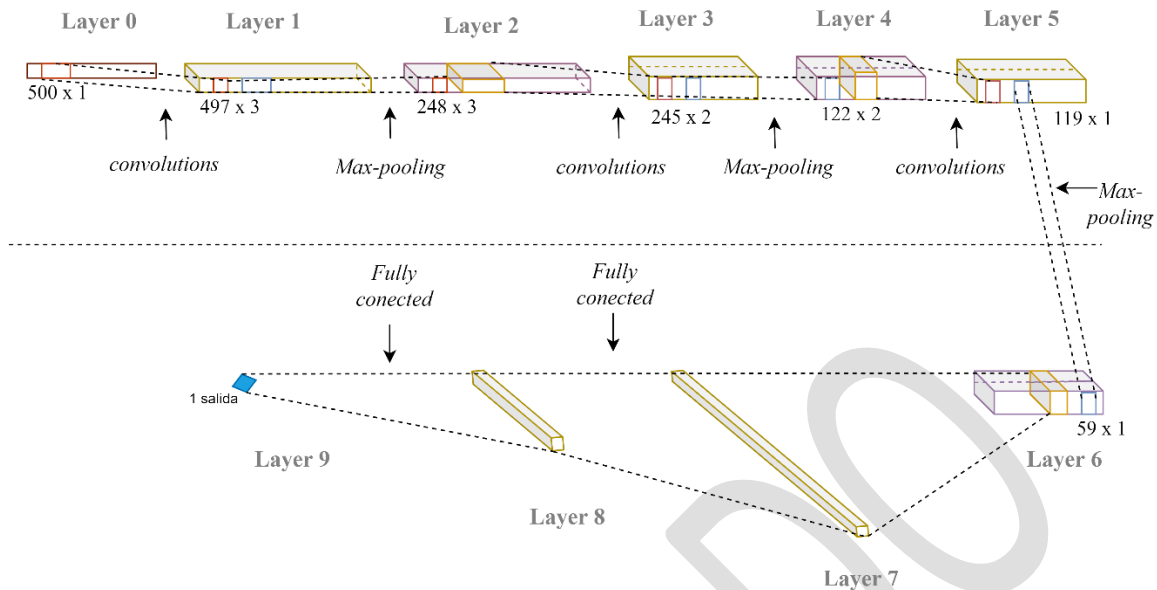 Layer 0
Layer 1
Layer 2
Layer 3
Layer 4
Layer 5
500 x 1
497 x 3
248 x 3
245 x 2
122 x 2
119 x 1
convolutions
Max-pooling
convolutions
Max-pooling
convolutions
Max-
pooling
Fully
conected
Fully
conected
1 salida
59 x 1
Layer 9
Layer 8
Layer 7
Layer 6
DO